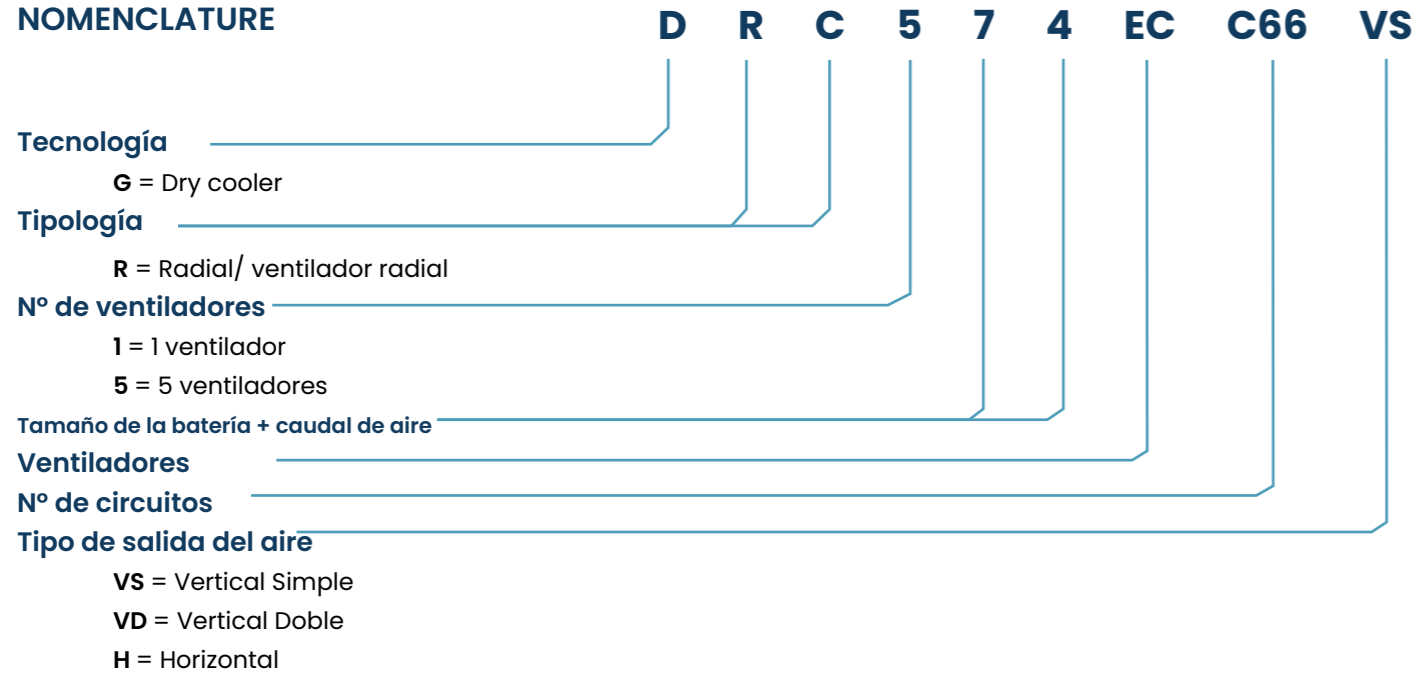 NOMENCLATURE D R C 5 7 4 EC C66 VS
Tecnología
G = Dry cooler
Tipología
R = Radial/ ventilador radial
Nº de ventiladores
1 = 1 ventilador
5 = 5 ventiladores
Tamaño de la batería + caudal de aire
Ventiladores
Nº de circuitos
Tipo de salida del aire
VS = Vertical Simple
VD = Vertical Doble
H = Horizontal